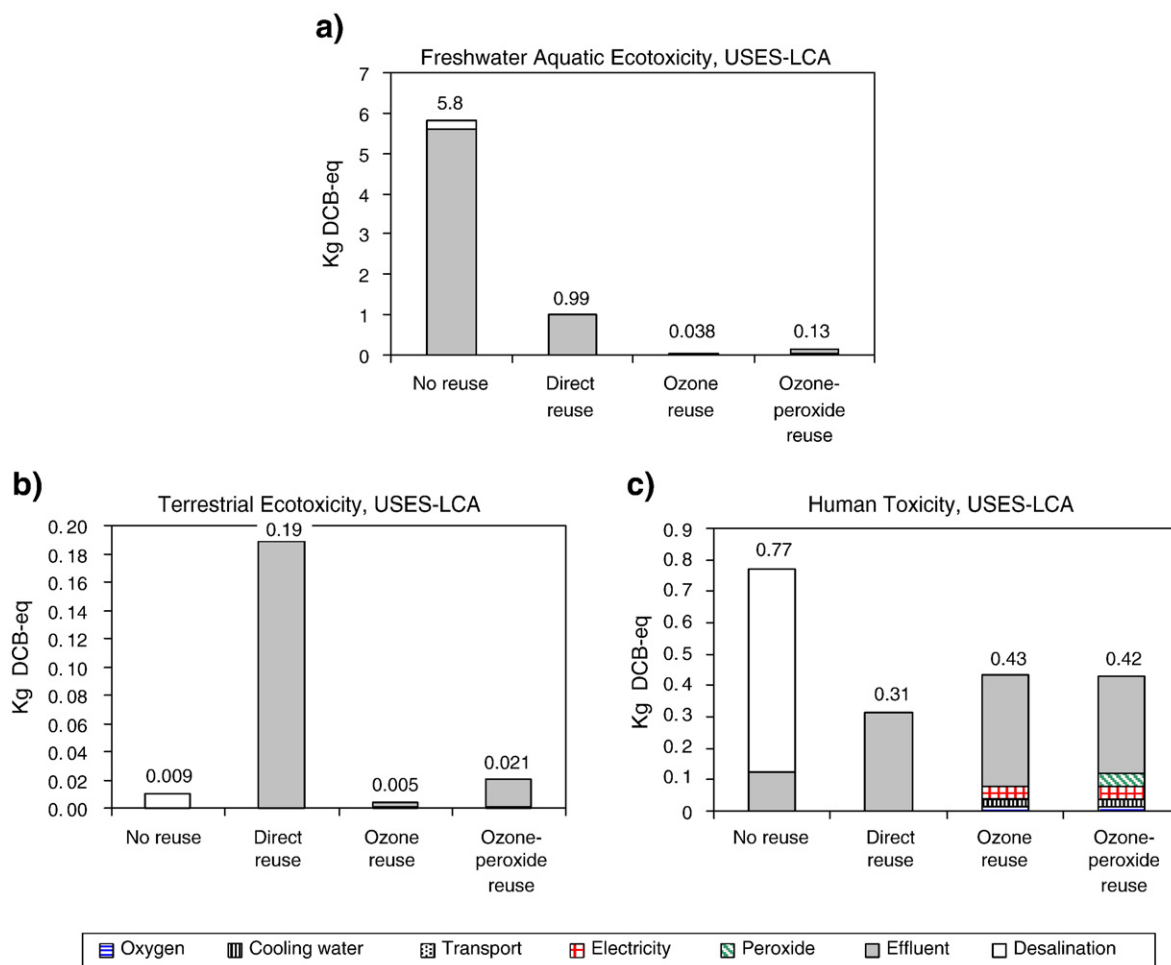 a)
Freshwater Aquatic Ecotoxicity, USES-LCA
Kg DCB-eq
7
6
5
4
3
2
1
0
5.8
0.99
0.038
0.13
No reuse
Direct
reuse
Ozone
reuse
Ozone-
peroxide
reuse
b)
Terrestrial Ecotoxicity, USES-LCA
Kg DCB-eq
0.20
0.18
0.16
0.14
0.12
0.10
0.08
0.06
0.04
0.02
0.00
0.009
0.19
0.005
0.021
No reuse
Direct
reuse
Ozone
reuse
Ozone-
peroxide
reuse
c)
Human Toxicity, USES-LCA
Kg DCB-eq
0.9
0.8
0.7
0.6
0.5
0.4
0.3
0.2
0.1
0
0.77
0.31
0.43
0.42
No reuse
Direct
reuse
Ozone
reuse
Ozone-
peroxide
reuse
Oxygen Cooling water Transport Electricity Peroxide Effluent Desalination